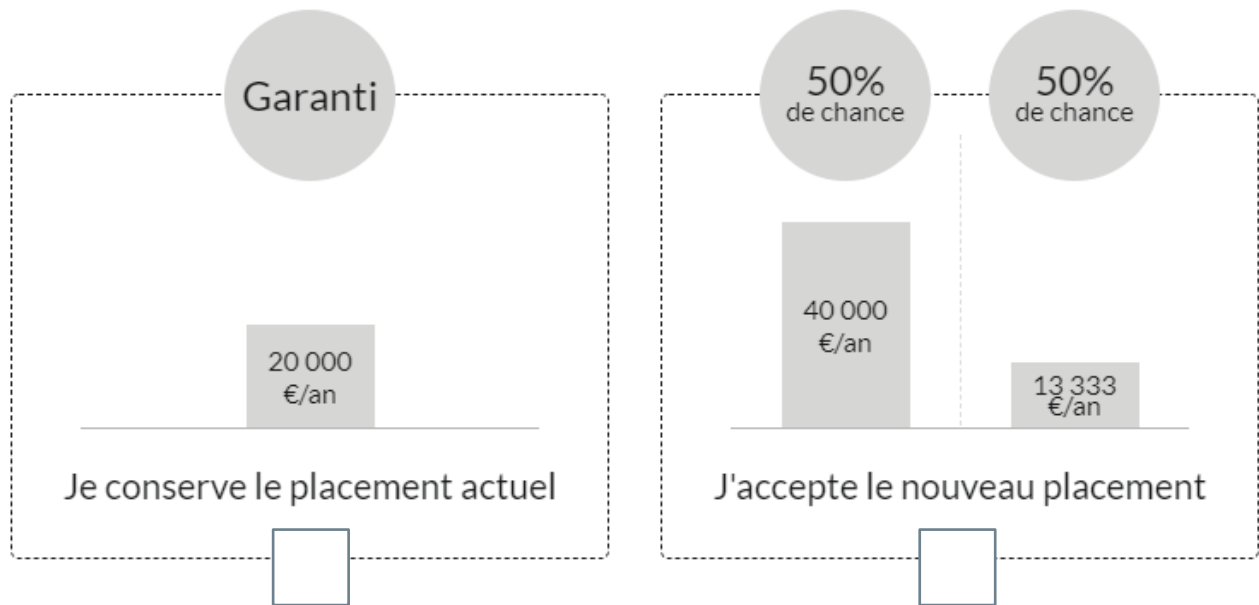 Garanti
20 000
€/an
Je conserve le placement actuel
50%
de chance
50%
de chance
40 000
€/an
13 333
€/an
J'accepte le nouveau placement